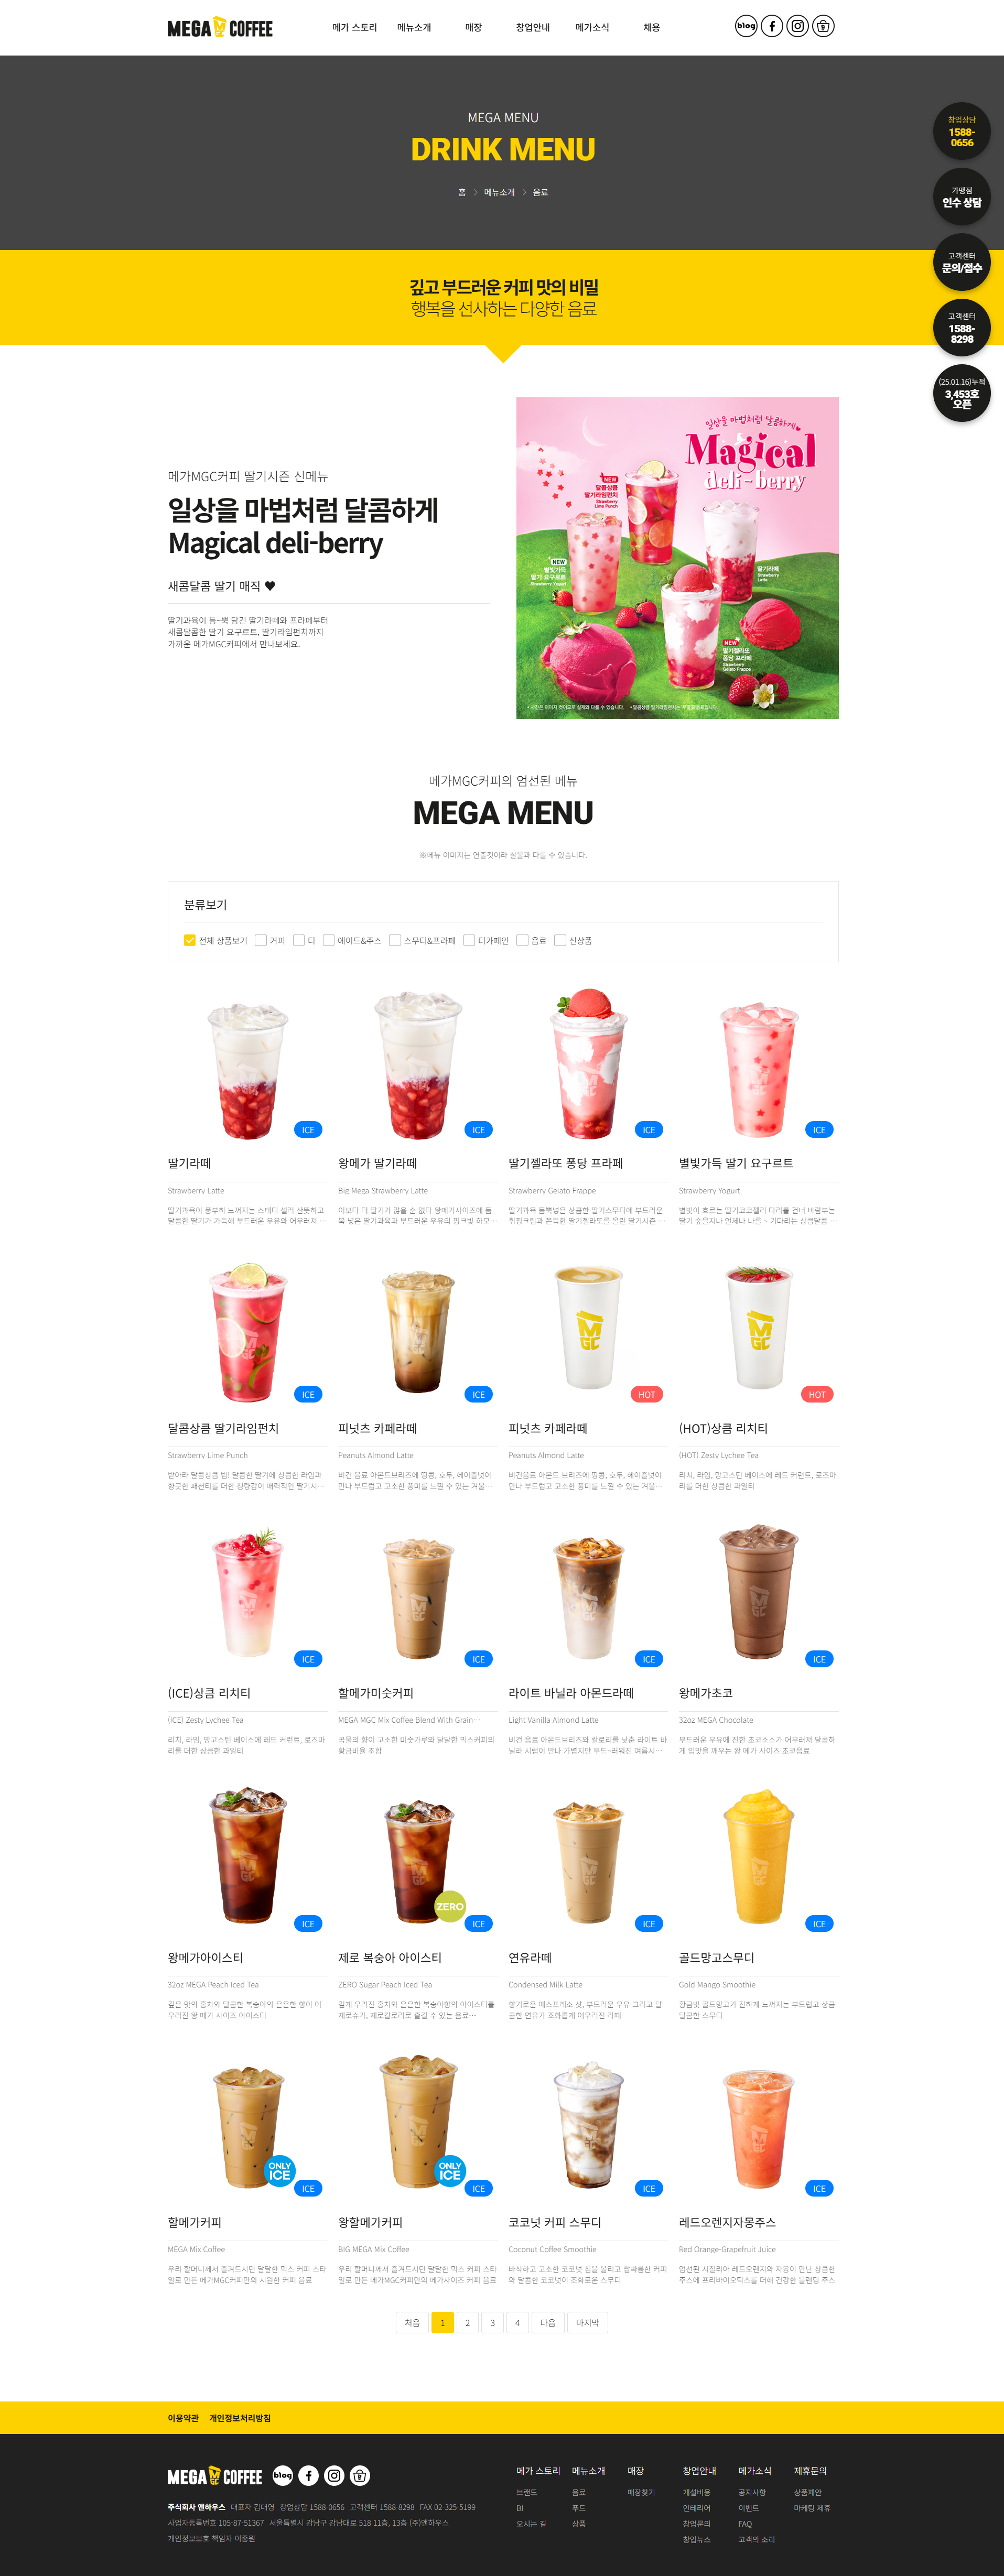 MEGA COFFEE
메가 스토리 메뉴소개 매장 창업안내 메가소식 채용
blog
MEGA MENU
DRINK MENU
홈 메뉴소개 음료
창업상담
1588-
0656
가맹점
인수 상담
고객센터
문의/접수
고객센터
1588-
8298
(25.01.16)누적
3,453호
오픈
깊고 부드러운 커피 맛의 비밀
행복을 선사하는 다양한 음료
메가MGC커피 딸기시즌 신메뉴
일상을 마법처럼 달콤하게
Magical deli-berry
새콤달콤 딸기 매직 ♥
딸기과육이 듬~뿍 담긴 딸기라떼와 프라페부터
새콤달콤한 딸기 요구르트, 딸기라임펀치까지
가까운 메가MGC커피에서 만나보세요.
일상을 마법처럼 달콤하게
Magical
deli-berry
NEW
달콤상큼
딸기라임펀치
Strawberry
Lime Punch
NEW
별빛가득
딸기 요구르트
Strawberry Yogurt
딸기라떼
Strawberry
Latte
NEW
딸기젤라또
퐁당 프라페
Strawberry
Gelato Frappe
메가MGC커피의 엄선된 메뉴
MEGA MENU
※메뉴 이미지는 연출컷이라 실물과 다를 수 있습니다.
분류보기
전체 상품보기 커피 티 에이드&주스 스무디&프라페 디카페인 음료 신상품
ICE ICE ICE ICE
딸기라떼 왕메가 딸기라떼 딸기젤라또 퐁당 프라페 별빛가득 딸기 요구르트
Strawberry Latte Big Mega Strawberry Latte Strawberry Gelato Frappe Strawberry Yogurt
딸기과육이 풍부히 느껴지는 스테디 셀러 산뜻하고
달콤한 딸기가 가득해 부드러운 우유와 어우러져 …
이보다 더 딸기가 많을 순 없다 왕메가사이즈에 듬
뿍 넣은 딸기과육과 부드러운 우유의 핑크빛 하모…
딸기과육 듬뿍넣은 상큼한 딸기스무디에 부드러운
휘핑크림과 쫀득한 딸기젤라또를 올린 딸기시즌 …
별빛이 흐르는 딸기코코젤리 다리를 건너 바람부는
딸기 숲을지나 언제나 나를 ~ 기다리는 상큼달콤 …
ICE ICE HOT HOT
달콤상큼 딸기라임펀치 피넛츠 카페라떼 피넛츠 카페라떼 (HOT)상큼 리치티
Strawberry Lime Punch Peanuts Almond Latte Peanuts Almond Latte (HOT) Zesty Lychee Tea
받아라 달콤상큼 빔! 달콤한 딸기에 상큼한 라임과
향긋한 패션티를 더한 청량감이 매력적인 딸기시…
비건 음료 아몬드브리즈에 땅콩, 호두, 헤이즐넛이
만나 부드럽고 고소한 풍미를 느낄 수 있는 겨울…
비건음료 아몬드 브리즈에 땅콩, 호두, 헤이즐넛이
만나 부드럽고 고소한 풍미를 느낄 수 있는 겨울…
리치, 라임, 망고스틴 베이스에 레드 커런트, 로즈마
리를 더한 상큼한 과일티
ICE ICE ICE ICE
(ICE)상큼 리치티 할메가미숫커피 라이트 바닐라 아몬드라떼 왕메가초코
(ICE) Zesty Lychee Tea MEGA MGC Mix Coffee Blend With Grain… Light Vanilla Almond Latte 32oz MEGA Chocolate
리치, 라임, 망고스틴 베이스에 레드 커런트, 로즈마
리를 더한 상큼한 과일티
곡물의 향이 고소한 미숫가루와 달달한 믹스커피의
황금비율 조합
비건 음료 아몬드브리즈와 칼로리를 낮춘 라이트 바
닐라 시럽이 만나 가볍지만 부드~러워진 여름시…
부드러운 우유에 진한 초코소스가 어우러져 달콤하
게 입맛을 깨우는 왕 메가 사이즈 초코음료
ICE ZERO ICE ICE ICE
왕메가아이스티 제로 복숭아 아이스티 연유라떼 골드망고스무디
32oz MEGA Peach Iced Tea ZERO Sugar Peach Iced Tea Condensed Milk Latte Gold Mango Smoothie
깊은 맛의 홍차와 달콤한 복숭아의 은은한 향이 어
우러진 왕 메가 사이즈 아이스티
깊게 우려진 홍차와 은은한 복숭아향의 아이스티를
제로슈가, 제로칼로리로 즐길 수 있는 음료…
향기로운 에스프레소 샷, 부드러운 우유 그리고 달
콤한 연유가 조화롭게 어우러진 라떼
황금빛 골드망고가 진하게 느껴지는 부드럽고 상큼
달콤한 스무디
ONLY ICE ICE ONLY ICE ICE ICE ICE
할메가커피 왕할메가커피 코코넛 커피 스무디 레드오렌지자몽주스
MEGA Mix Coffee BIG MEGA Mix Coffee Coconut Coffee Smoothie Red Orange-Grapefruit Juice
우리 할머니께서 즐겨드시던 달달한 믹스 커피 스타
일로 만든 메가MGC커피만의 시원한 커피 음료
우리 할머니께서 즐겨드시던 달달한 믹스 커피 스타
일로 만든 메가MGC커피만의 메가사이즈 커피 음료
바삭하고 고소한 코코넛 칩을 올리고 쌉싸름한 커피
와 달콤한 코코넛이 조화로운 스무디
엄선된 시칠리아 레드오렌지와 자몽이 만난 상큼한
주스에 프리바이오틱스를 더해 건강한 블렌딩 주스
처음 1 2 3 4 다음 마지막
이용약관 개인정보처리방침
MEGA COFFEE blog
주식회사 앤하우스 대표자 김대영 창업상담 1588-0656 고객센터 1588-8298 FAX 02-325-5199
사업자등록번호 105-87-51367 서울특별시 강남구 강남대로 518 11층, 13층 (주)앤하우스
개인정보보호 책임자 이종원
메가 스토리 메뉴소개 매장 창업안내 메가소식 제휴문의
브랜드 음료 매장찾기 개설비용 공지사항 상품제안
BI 푸드 인테리어 이벤트 마케팅 제휴
오시는 길 상품 창업문의 FAQ
창업뉴스 고객의 소리